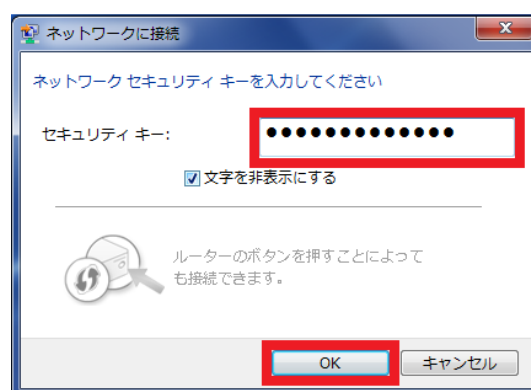 ネットワークに接続
ネットワーク セキュリティ キーを入力してください
セキュリティ キー:
●●●●●●●●●●●●●
文字を非表示にする
ルーターのボタンを押すことによって
も接続できます。
OK
キャンセル